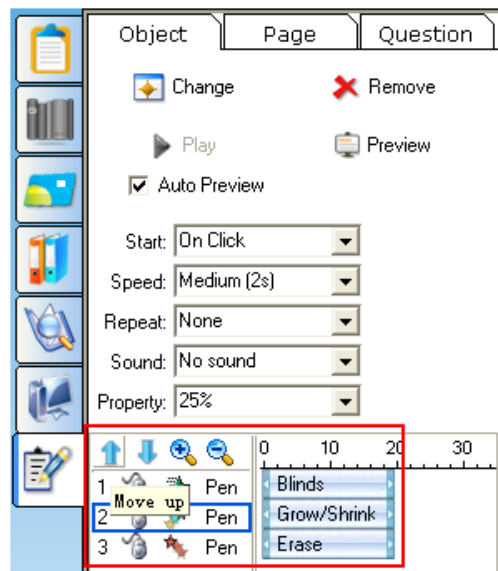 Object Page Question
Change Remove
Play Preview
Auto Preview
Start: On Click
Speed: Medium (2s)
Repeat: None
Sound: No sound
Property: 25%
0 10 20 30
1 Pen Blinds
Move up
2 Pen Grow/Shrink
3 Pen Erase